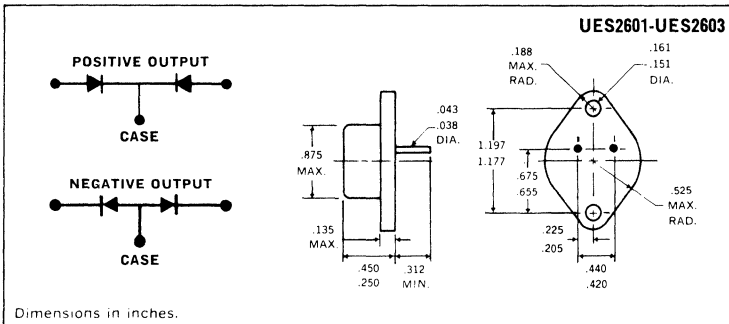 UES2601-UES2603
POSITIVE OUTPUT
CASE
NEGATIVE OUTPUT
CASE
.875
MAX.
.135
MAX.
.450
.250
.312
MIN.
.043
.038
DIA.
.188
MAX.
RAD.
.161
.151
DIA.
1.197
1.177
.675
.655
.525
MAX.
RAD.
.225
.205
.440
.420
Dimensions in inches.